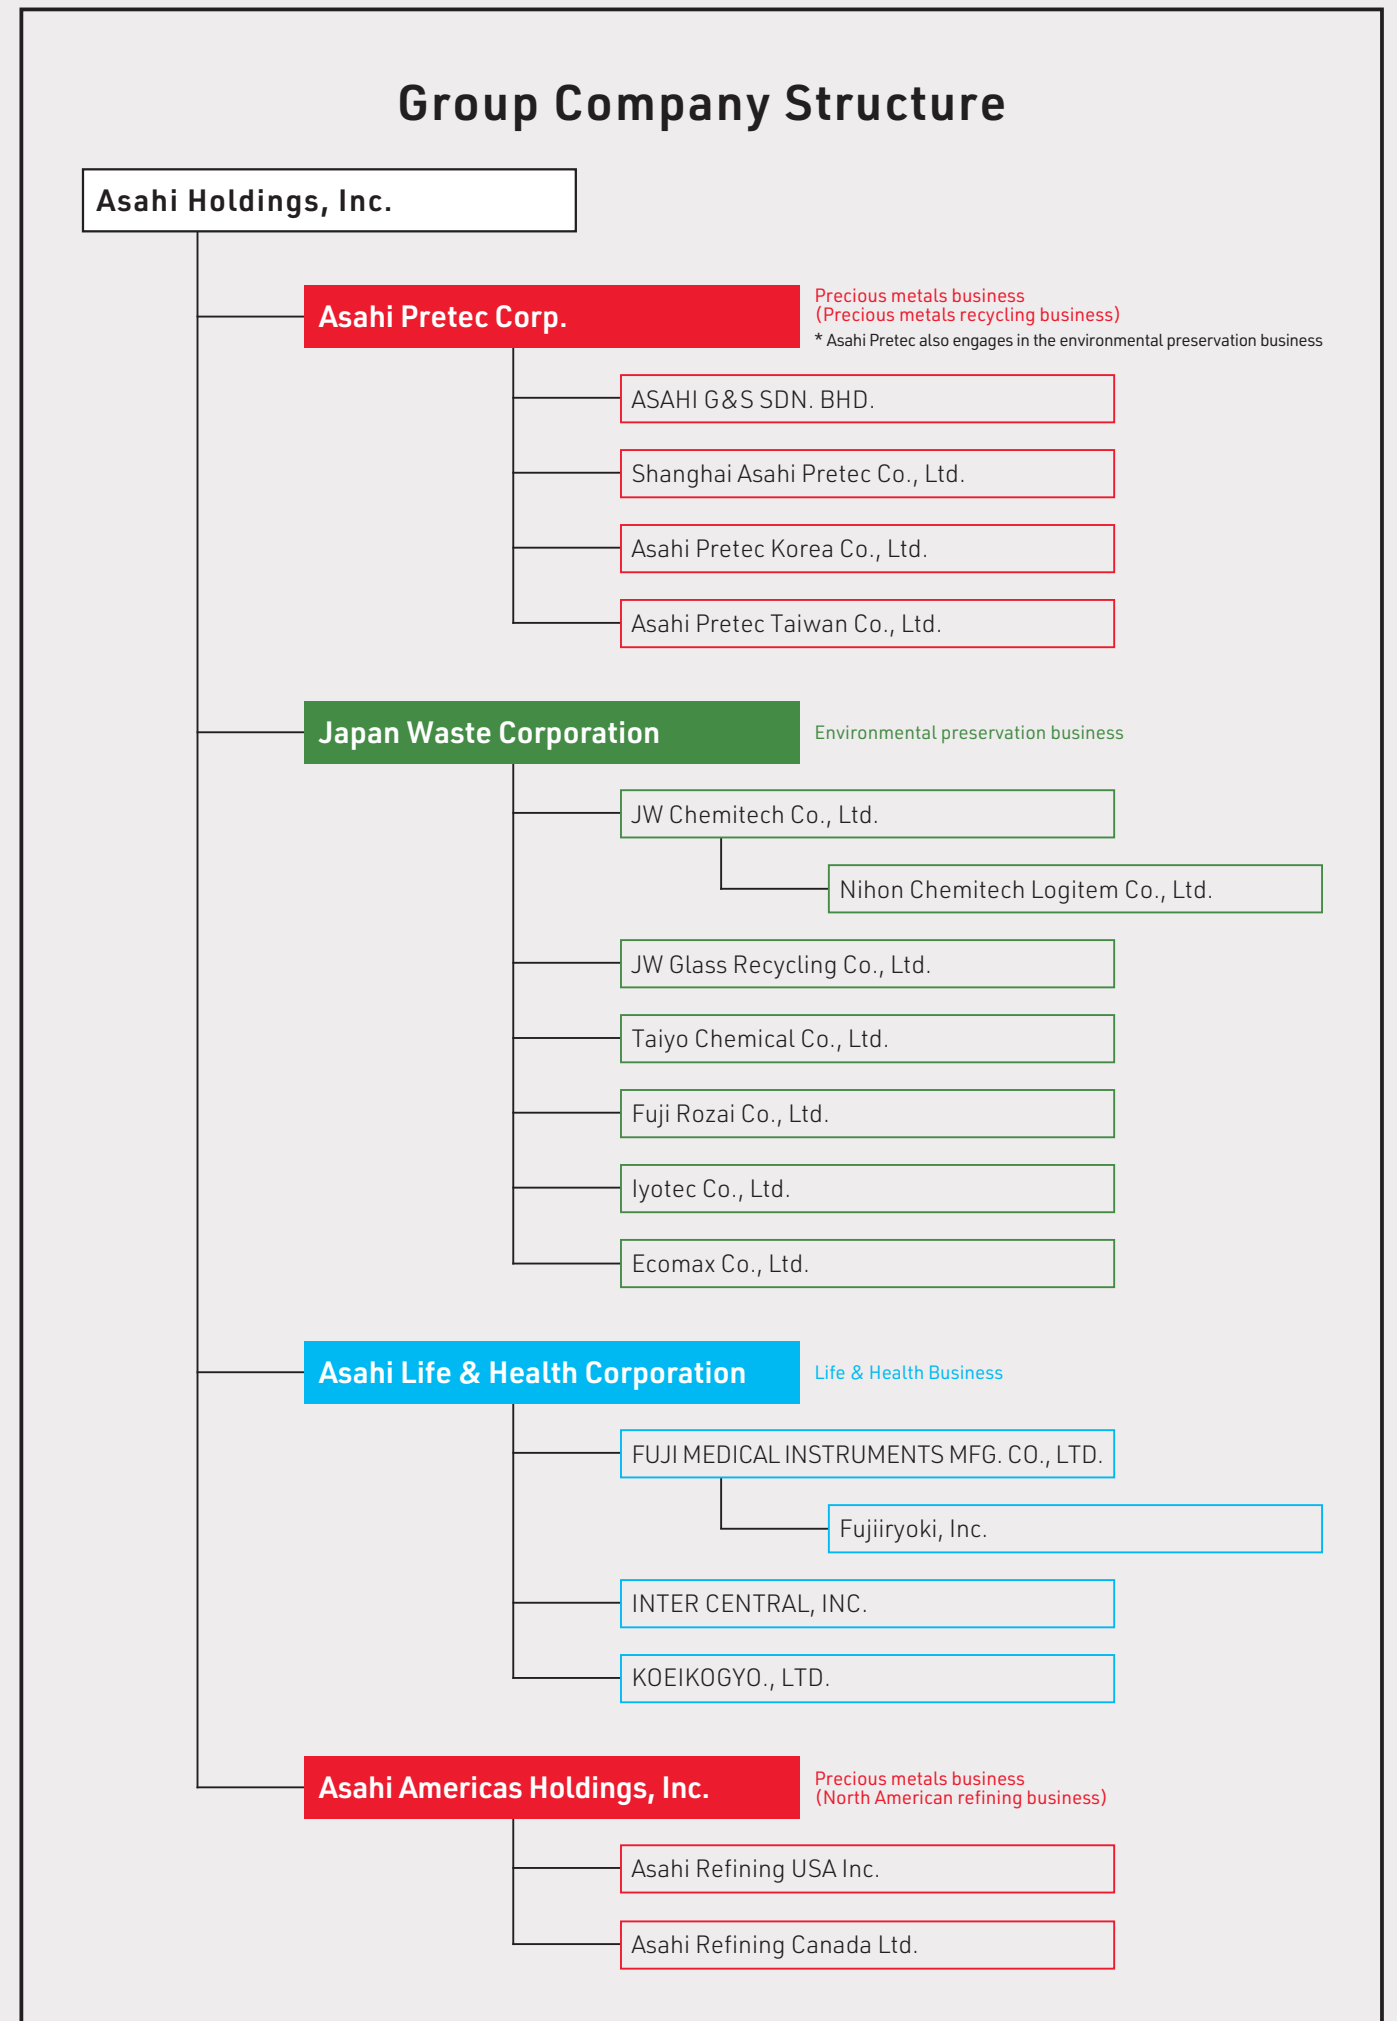 Group Company Structure
Asahi Holdings, Inc.
Asahi Pretec Corp.
Precious metals business
(Precious metals recycling business)
* Asahi Pretec also engages in the environmental preservation business
ASAHI G&S SDN. BHD.
Shanghai Asahi Pretec Co., Ltd.
Asahi Pretec Korea Co., Ltd.
Asahi Pretec Taiwan Co., Ltd.
Japan Waste Corporation
Environmental preservation business
JW Chemitech Co., Ltd.
Nihon Chemitech Logitem Co., Ltd.
JW Glass Recycling Co., Ltd.
Taiyo Chemical Co., Ltd.
Fuji Rozai Co., Ltd.
Iyotec Co., Ltd.
Ecomax Co., Ltd.
Asahi Life & Health Corporation
Life & Health Business
FUJI MEDICAL INSTRUMENTS MFG. CO., LTD.
Fujiiryoki, Inc.
INTER CENTRAL, INC.
KOEIKOGYO., LTD.
Asahi Americas Holdings, Inc.
Precious metals business
(North American refining business)
Asahi Refining USA Inc.
Asahi Refining Canada Ltd.